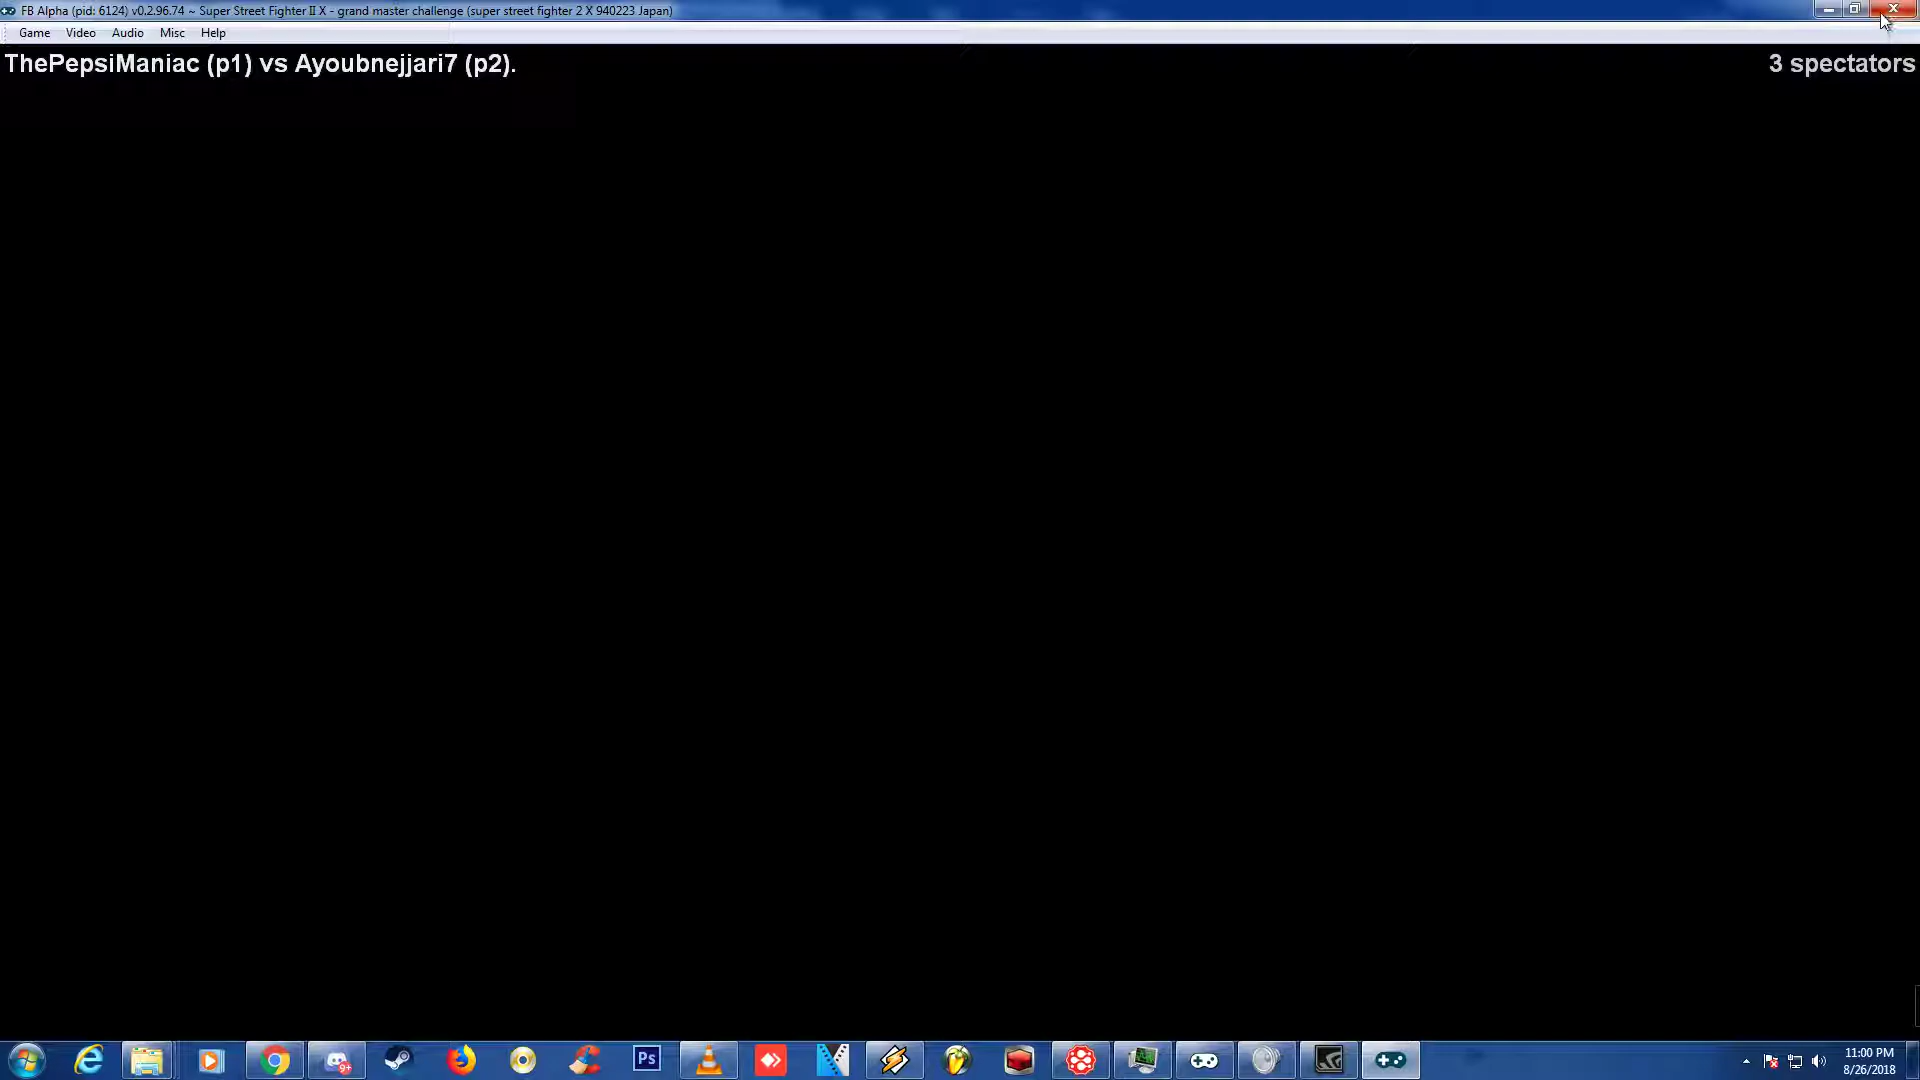 FB Alpha (pid: 6124) v0.2.96.74 ~ Super Street Fighter II X - grand master challenge (super street fighter 2 X 940223 Japan)
Game Video Audio Misc Help
ThePepsiManiac (p1) vs Ayoubnejjari7 (p2). 3 spectators
9+
Ps
11:00 PM
8/26/2018